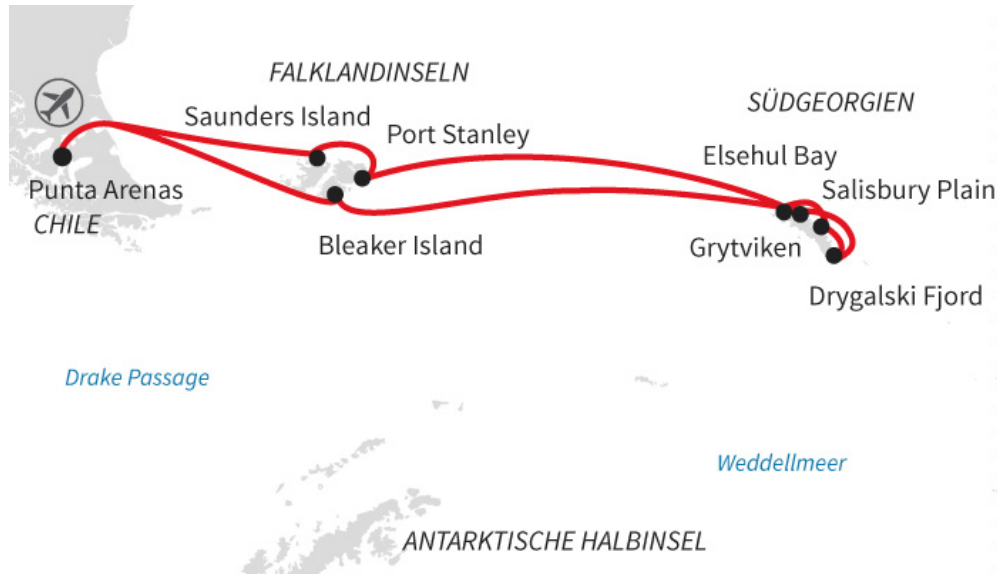 FALKLANDINSELN
SÜDGEORGIEN
Saunders Island
Port Stanley
Elsehul Bay
Punta Arenas
CHILE
Salisbury Plain
Bleaker Island
Grytviken
Drygalski Fjord
Drake Passage
Weddellmeer
ANTARKTISCHE HALBINSEL